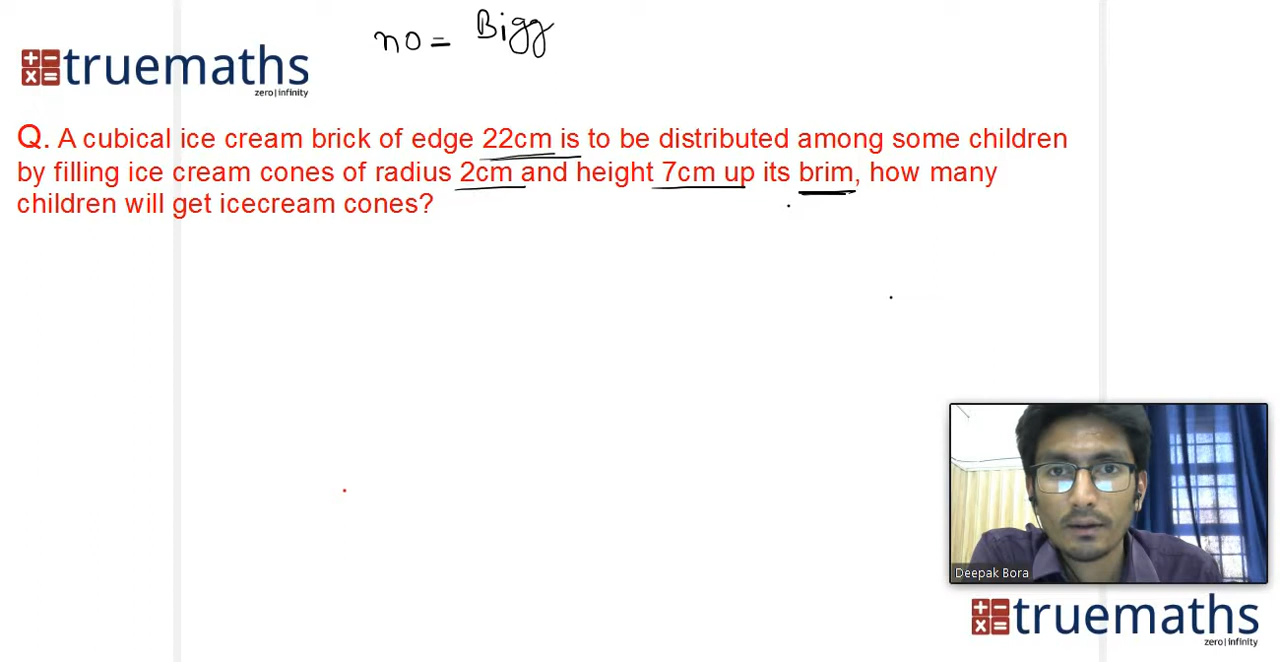 no = Bigg
truemaths
zero|infinity
Q. A cubical ice cream brick of edge 22cm is to be distributed among some children
by filling ice cream cones of radius 2cm and height 7cm up its brim, how many
children will get icecream cones?
Deepak Bora
truemaths
zero|infinity